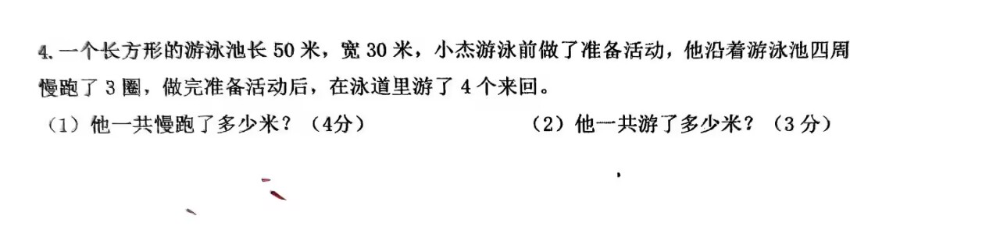 4. 一个长方形的游泳池长 50 米，宽 30 米，小杰游泳前做了准备活动，他沿着游泳池四周
慢跑了 3 圈，做完准备活动后，在泳道里游了 4 个来回。
（1）他一共慢跑了多少米？（4分） （2）他一共游了多少米？（3 分）